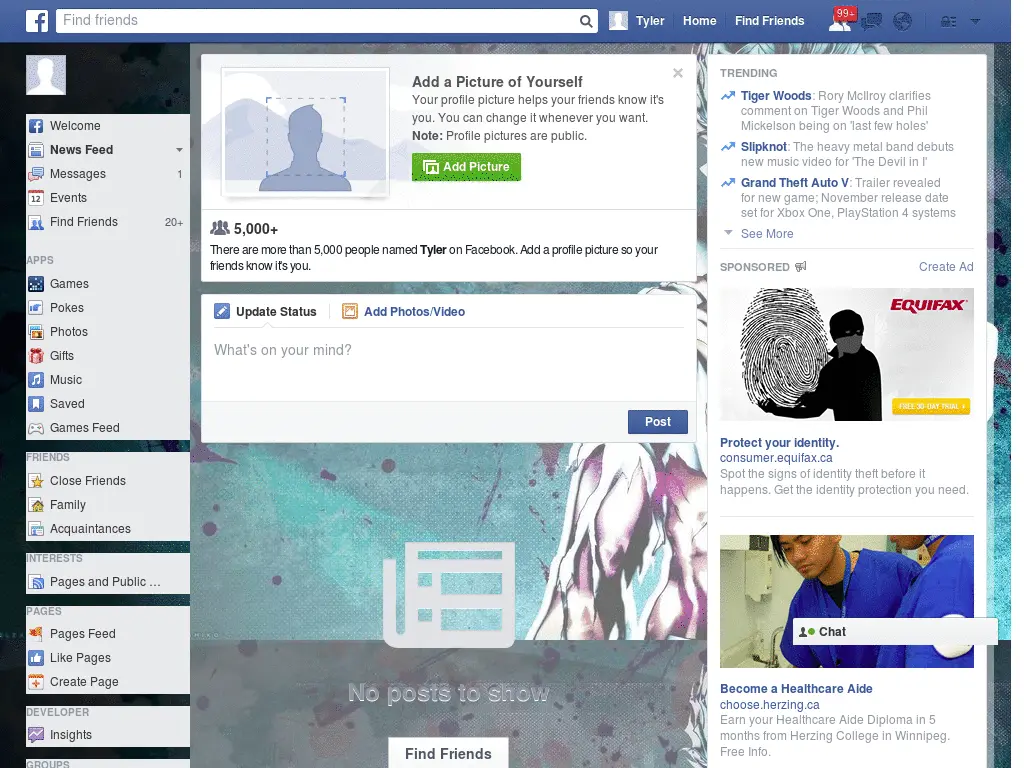 Find friends
Tyler
Home
Find Friends
99+
Welcome
News Feed
Messages 1
Events
12
Find Friends 20+
APPS
Games
Pokes
Photos
Gifts
Music
Saved
Games Feed
FRIENDS
Close Friends
Family
Acquaintances
INTERESTS
Pages and Public ...
PAGES
Pages Feed
Like Pages
Create Page
DEVELOPER
Insights
GROUPS
Add a Picture of Yourself
Your profile picture helps your friends know it's
you. You can change it whenever you want.
Note: Profile pictures are public.
Add Picture
5,000+
There are more than 5,000 people named Tyler on Facebook. Add a profile picture so your
friends know it's you.
Update Status
Add Photos/Video
What's on your mind?
Post
No posts to show
Find Friends
TRENDING
Tiger Woods: Rory McIlroy clarifies
comment on Tiger Woods and Phil
Mickelson being on 'last few holes'
Slipknot: The heavy metal band debuts
new music video for 'The Devil in I'
Grand Theft Auto V: Trailer revealed
for new game; November release date
set for Xbox One, PlayStation 4 systems
See More
SPONSORED
Create Ad
EQUIFAX
FREE 30-DAY TRIAL
Protect your identity.
consumer.equifax.ca
Spot the signs of identity theft before it
happens. Get the identity protection you need.
Chat
Become a Healthcare Aide
choose.herzing.ca
Earn your Healthcare Aide Diploma in 5
months from Herzing College in Winnipeg.
Free Info.